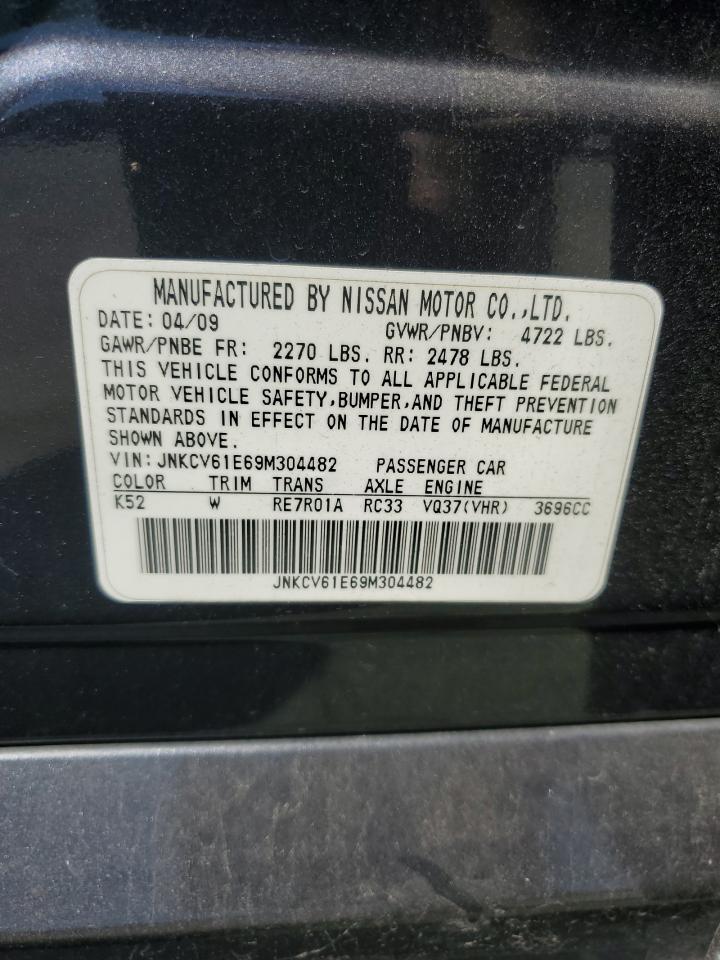 MANUFACTURED BY NISSAN MOTOR CO.,LTD.
DATE: 04/09 GVWR/PNBV: 4722 LBS.
GAWR/PNBE FR: 2270 LBS. RR: 2478 LBS.
THIS VEHICLE CONFORMS TO ALL APPLICABLE FEDERAL
MOTOR VEHICLE SAFETY,BUMPER,AND THEFT PREVENTION
STANDARDS IN EFFECT ON THE DATE OF MANUFACTURE
SHOWN ABOVE.
VIN: JNKCV61E69M304482 PASSENGER CAR
COLOR TRIM TRANS AXLE ENGINE
K52 W RE7R01A RC33 VQ37(VHR) 3696CC
JNKCV61E69M304482